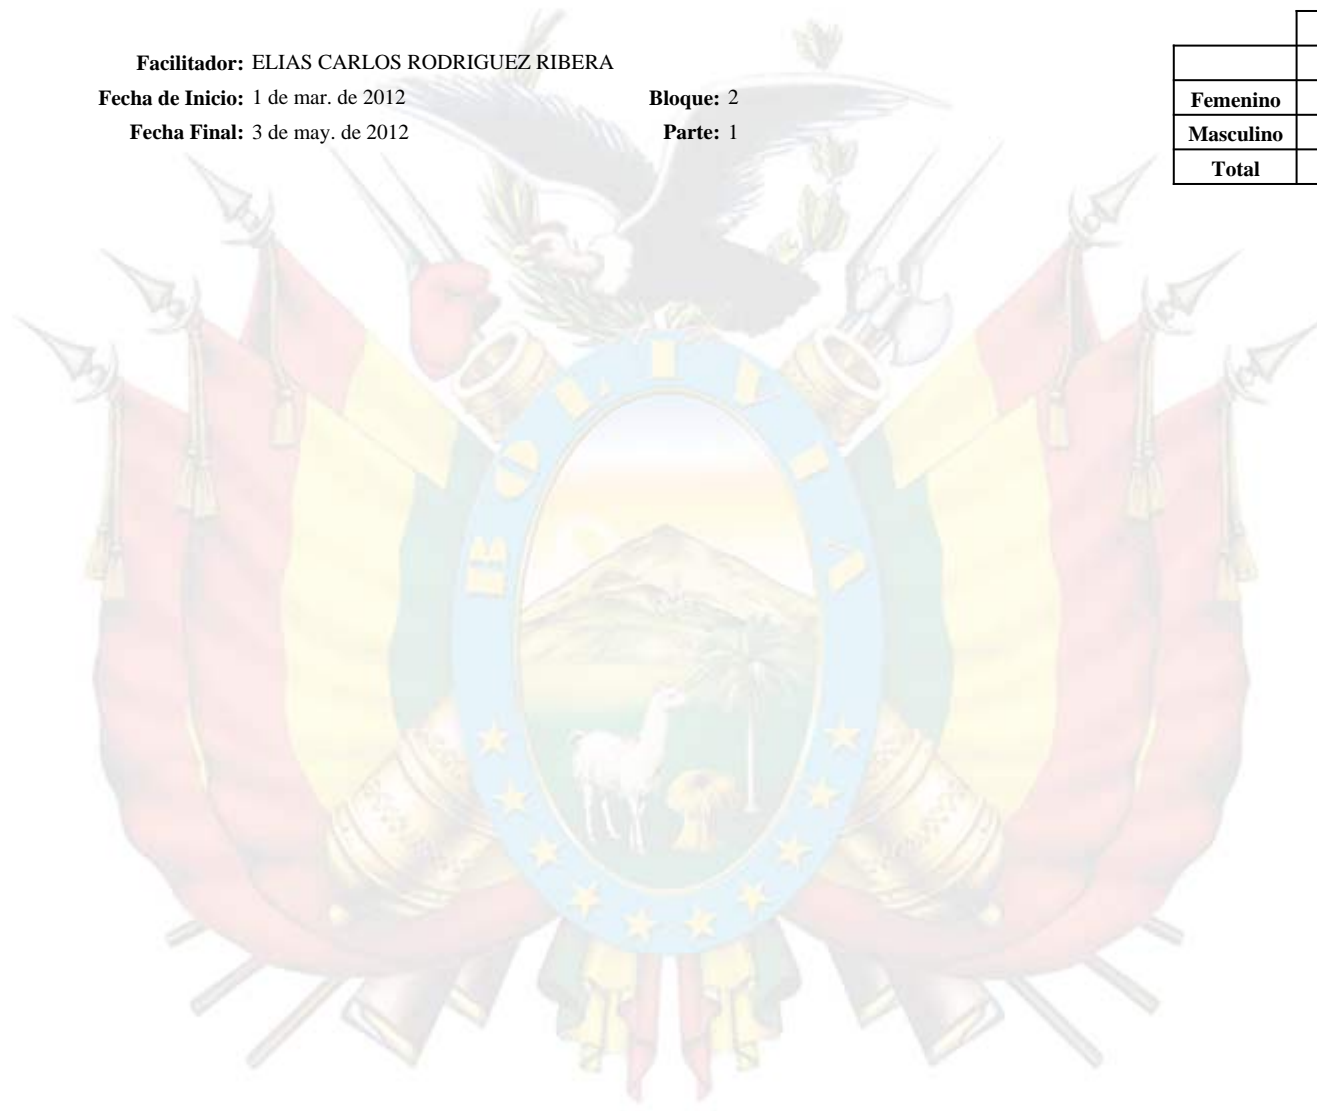 Facilitador: ELIAS CARLOS RODRIGUEZ RIBERA
Fecha de Inicio: 1 de mar. de 2012 Bloque: 2
Fecha Final: 3 de may. de 2012 Parte: 1
Femenino
Masculino
Total
BOLIVIA